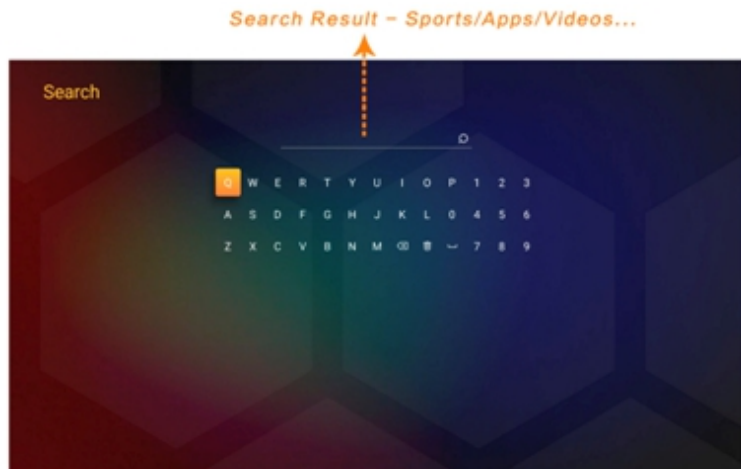 Search Result – Sports/Apps/Videos...
Search
Q W E R T Y U I O P 1 2 3
A S D F G H J K L 0 4 5 6
Z X C V B N M 7 8 9